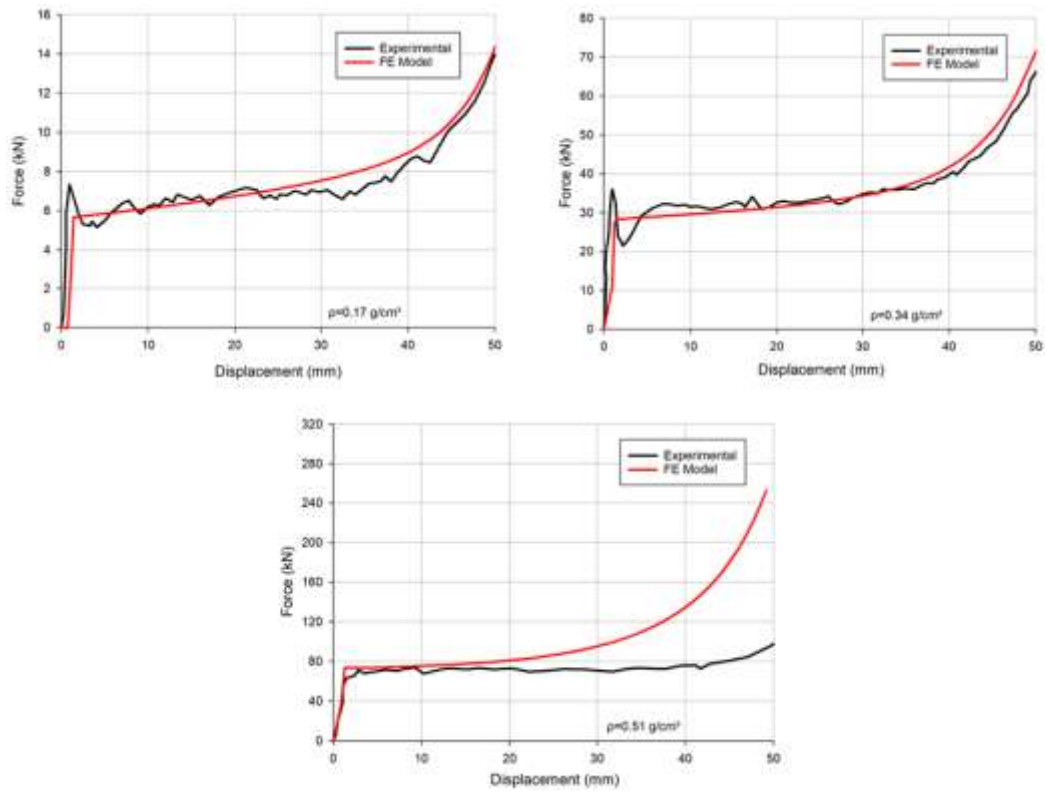 16
14
12
10
8
6
4
2
0
Force (kN)
Experimental
FE Model
ρ=0.17 g/cm³
0 10 20 30 40 50
Displacement (mm)
80
70
60
50
40
30
20
10
0
Force (kN)
Experimental
FE Model
ρ=0.34 g/cm³
0 10 20 30 40 50
Displacement (mm)
320
280
240
200
160
120
80
40
0
Force (kN)
Experimental
FE Model
ρ=0.51 g/cm³
0 10 20 30 40 50
Displacement (mm)